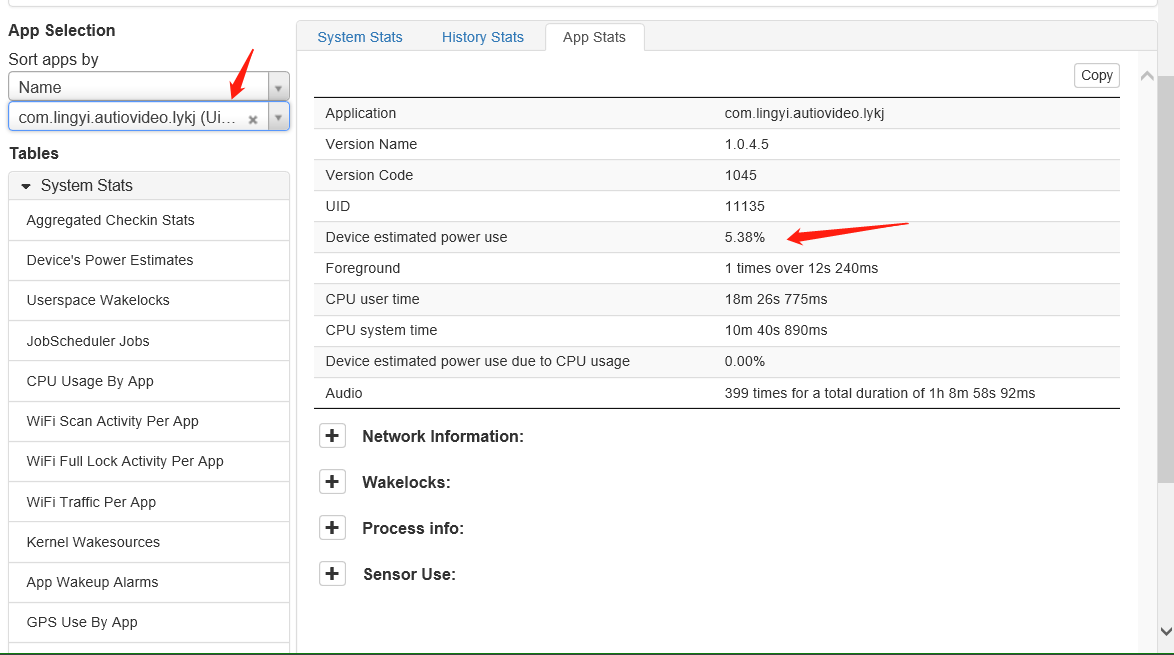 App Selection
Sort apps by
Name
com.lingyi.autiovideo.lykj (Ui...
Tables
System Stats
Aggregated Checkin Stats
Device's Power Estimates
Userspace Wakelocks
JobScheduler Jobs
CPU Usage By App
WiFi Scan Activity Per App
WiFi Full Lock Activity Per App
WiFi Traffic Per App
Kernel Wakesources
App Wakeup Alarms
GPS Use By App
System Stats History Stats App Stats
Copy
Application com.lingyi.autiovideo.lykj
Version Name 1.0.4.5
Version Code 1045
UID 11135
Device estimated power use 5.38%
Foreground 1 times over 12s 240ms
CPU user time 18m 26s 775ms
CPU system time 10m 40s 890ms
Device estimated power use due to CPU usage 0.00%
Audio 399 times for a total duration of 1h 8m 58s 92ms
Network Information:
Wakelocks:
Process info:
Sensor Use: